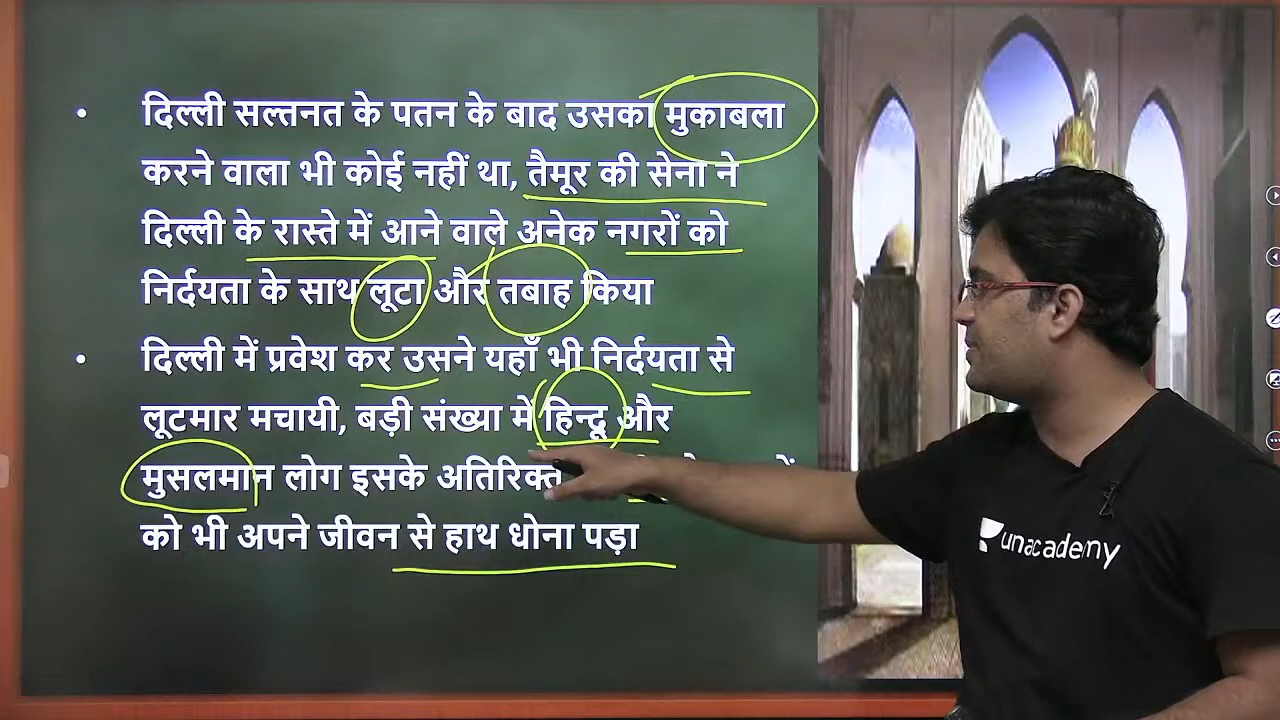 दिल्ली सल्तनत के पतन के बाद उसका मुकाबला
करने वाला भी कोई नहीं था, तैमूर की सेना ने
दिल्ली के रास्ते में आने वाले अनेक नगरों को
निर्दयता के साथ लूटा और तबाह किया
दिल्ली में प्रवेश कर उसने यहाँ भी निर्दयता से
लूटमार मचायी, बड़ी संख्या में हिन्दू और
मुसलमान लोग इसके अतिरिक्त
को भी अपने जीवन से हाथ धोना पड़ा
unacademy